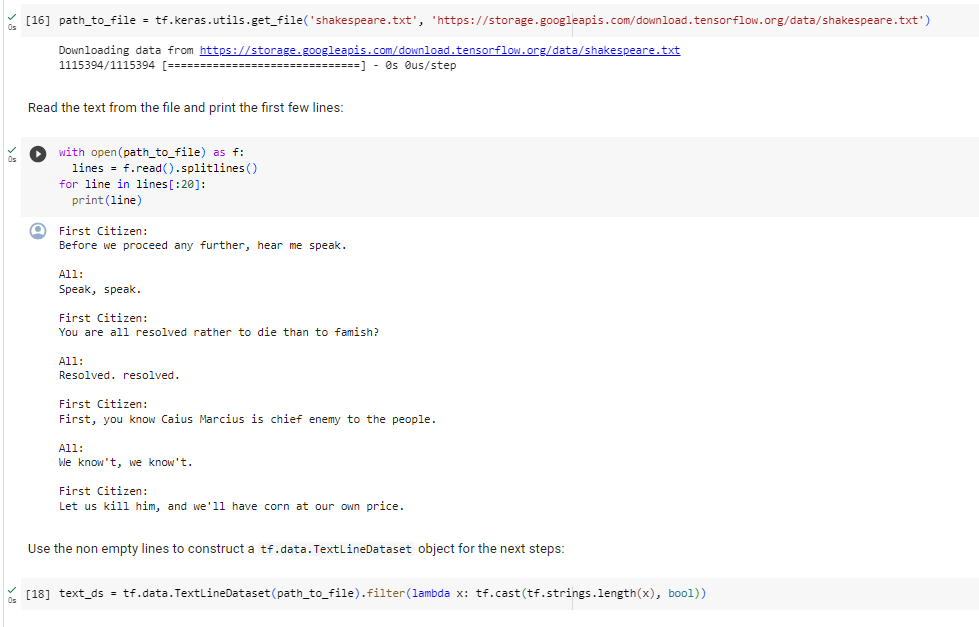 [16] path_to_file = tf.keras.utils.get_file('shakespeare.txt', 'https://storage.googleapis.com/download.tensorflow.org/data/shakespeare.txt')
0s
Downloading data from https://storage.googleapis.com/download.tensorflow.org/data/shakespeare.txt
1115394/1115394 [==============================] - 0s 0us/step
Read the text from the file and print the first few lines:
0s
with open(path_to_file) as f:
  lines = f.read().splitlines()
for line in lines[:20]:
  print(line)
First Citizen:
Before we proceed any further, hear me speak.
All:
Speak, speak.
First Citizen:
You are all resolved rather to die than to famish?
All:
Resolved. resolved.
First Citizen:
First, you know Caius Marcius is chief enemy to the people.
All:
We know't, we know't.
First Citizen:
Let us kill him, and we'll have corn at our own price.
Use the non empty lines to construct a tf.data.TextLineDataset object for the next steps:
[18] text_ds = tf.data.TextLineDataset(path_to_file).filter(lambda x: tf.cast(tf.strings.length(x), bool))
0s